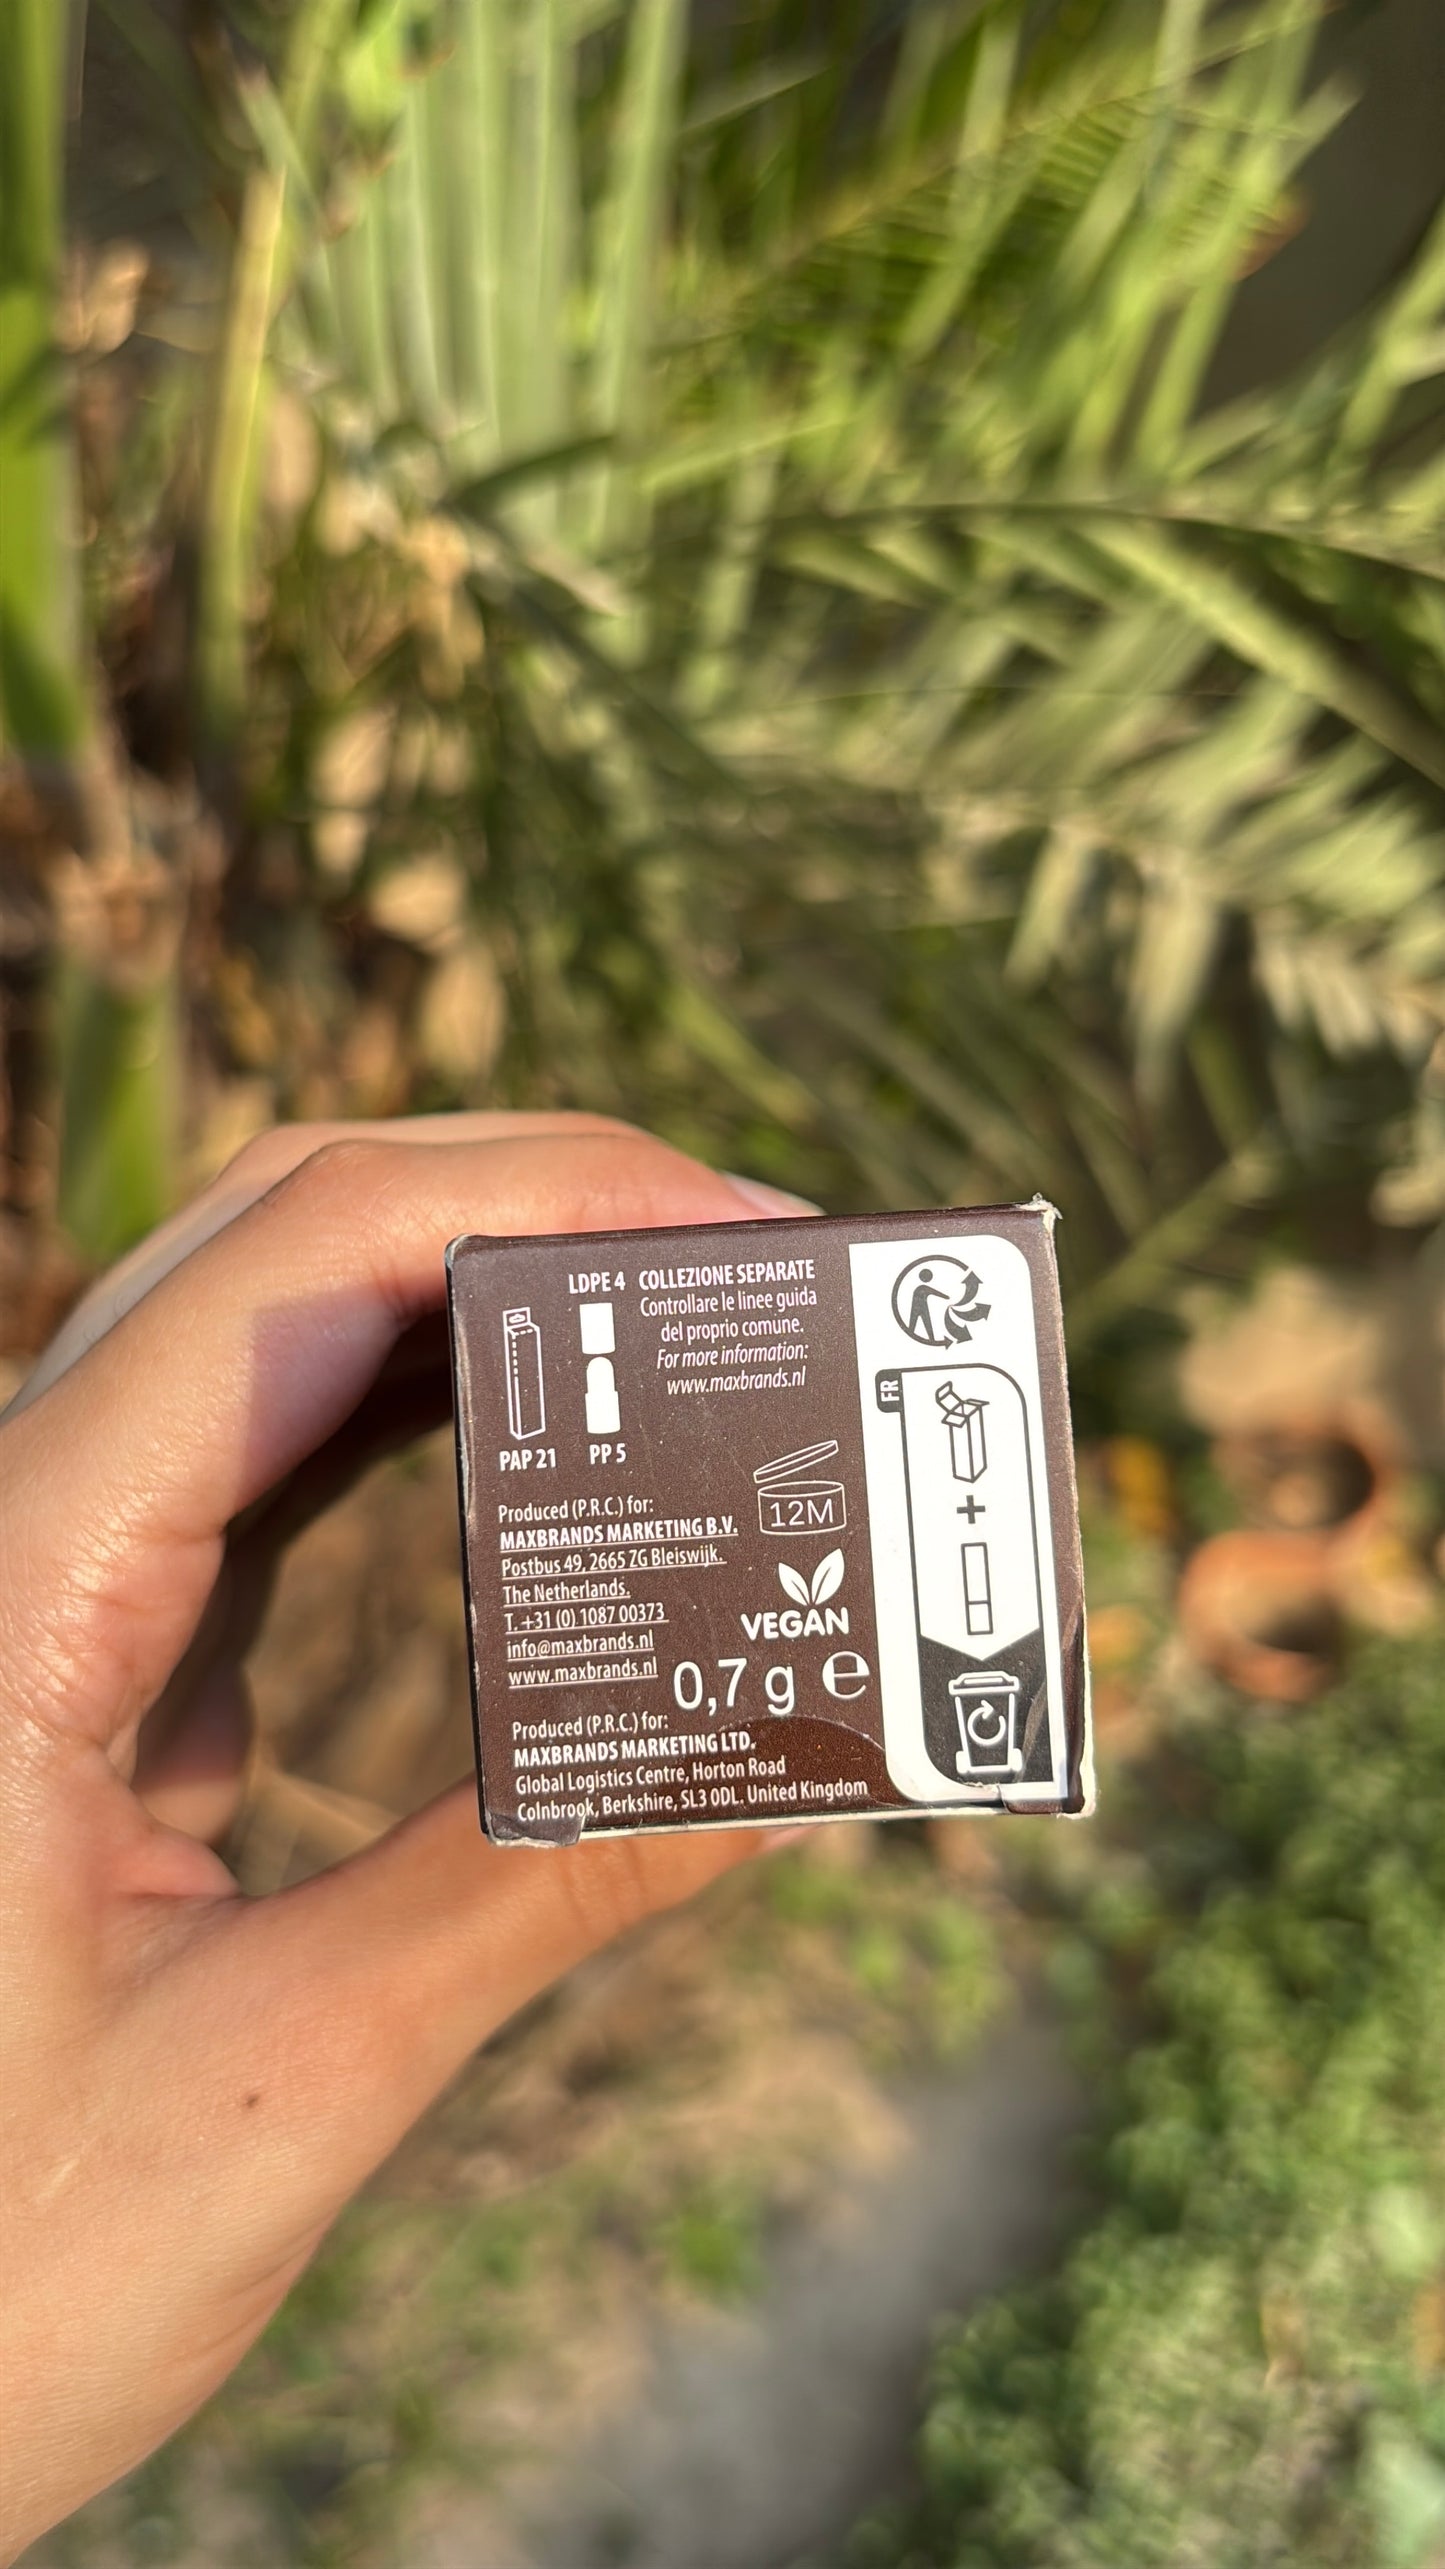 LDPE 4
PAP 21
PP 5
COLLEZIONE SEPARATE
Controllare le linee guida
del proprio comune.
For more information:
www.maxbrands.nl
Produced (P.R.C.) for:
MAXBRANDS MARKETING B.V.
Postbus 49, 2665 ZG Bleiswijk.
The Netherlands.
T. +31 (0) 1087 00373
info@maxbrands.nl
www.maxbrands.nl
12M
VEGAN
0,7 g e
Produced (P.R.C.) for:
MAXBRANDS MARKETING LTD.
Global Logistics Centre, Horton Road
Colnbrook, Berkshire, SL3 0DL. United Kingdom
FR
+